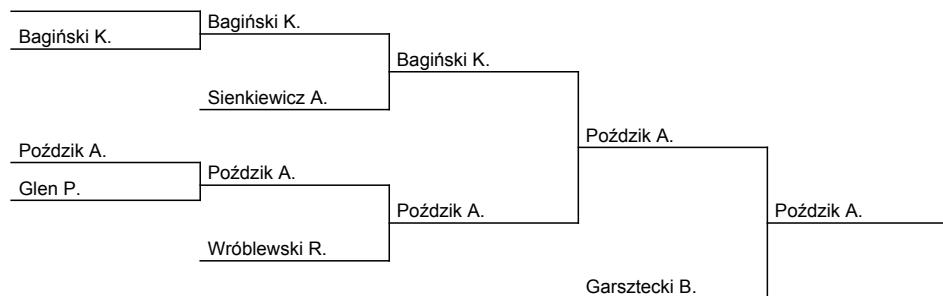 Bagiński K.
Bagiński K.
Bagiński K.
Sienkiewicz A.
Poździk A.
Poździk A.
Poździk A.
Glen P.
Poździk A.
Poździk A.
Wróblewski R.
Garsztecki B.